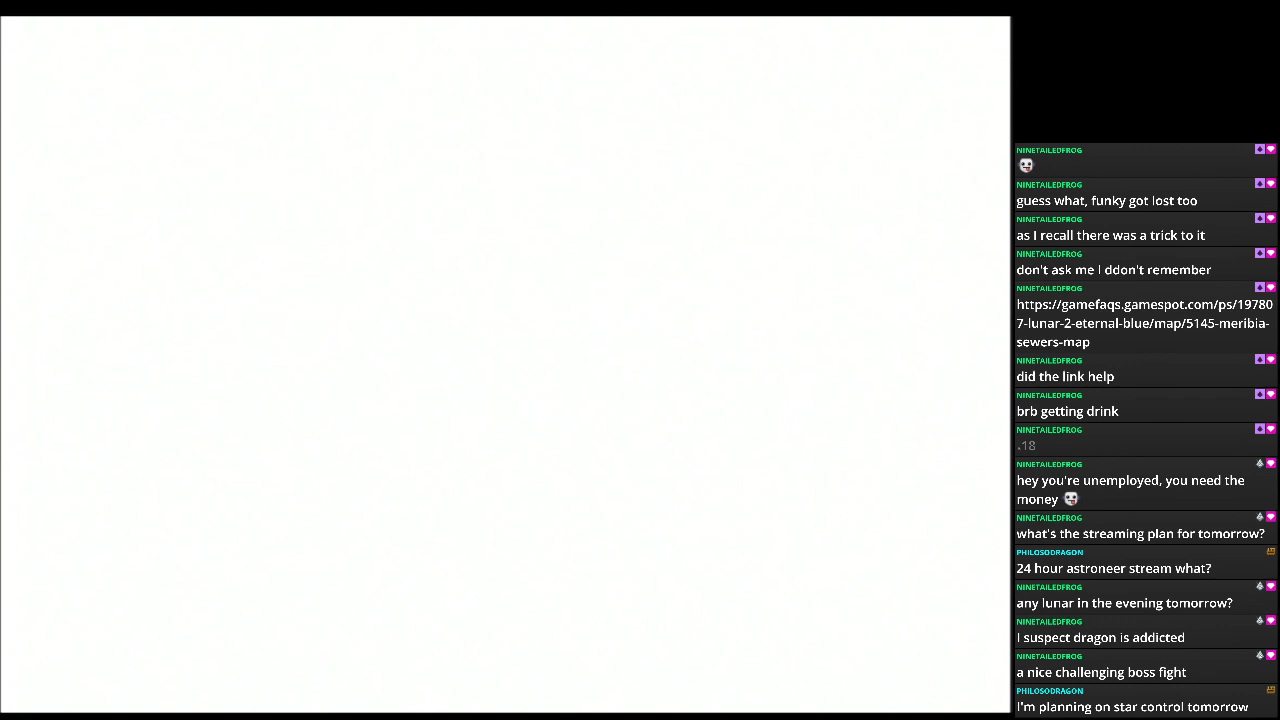 NINETAILEDFROG
NINETAILEDFROG
guess what, funky got lost too
NINETAILEDFROG
as I recall there was a trick to it
NINETAILEDFROG
don't ask me I ddon't remember
NINETAILEDFROG
https://gamefaqs.gamespot.com/ps/19780
7-lunar-2-eternal-blue/map/5145-meribia-
sewers-map
NINETAILEDFROG
did the link help
NINETAILEDFROG
brb getting drink
NINETAILEDFROG
.18
NINETAILEDFROG
hey you're unemployed, you need the
money
NINETAILEDFROG
what's the streaming plan for tomorrow?
PHILOSODRAGON
24 hour astroneer stream what?
NINETAILEDFROG
any lunar in the evening tomorrow?
NINETAILEDFROG
I suspect dragon is addicted
NINETAILEDFROG
a nice challenging boss fight
PHILOSODRAGON
I'm planning on star control tomorrow